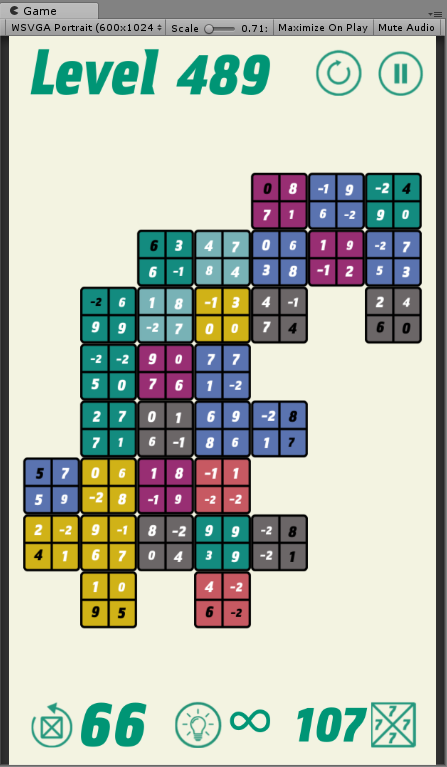 Game
WSVGA Portrait (600x1024 Scale 0.71: Maximize On Play Mute Audio
Level 489
0 8 -1 9 -2 4
7 1 6 -2 9 0
6 3 4 7 0 6 1 9 -2 7
6 -1 8 4 3 8 -1 2 5 3
-2 6 1 8 -1 3 4 -1 2 4
9 9 -2 7 0 0 7 4 6 0
-2 -2 9 0 7 7
5 0 7 6 1 -2
2 7 0 1 6 9 -2 8
7 1 6 -1 8 6 1 7
5 7 0 6 1 8 -1 1
5 9 -2 8 -1 9 -2 -2
2 -2 9 -1 8 -2 9 9 -2 8
4 1 6 7 0 4 3 9 -2 1
1 0 4 -2
9 5 6 -2
66 ∞ 107 7 7 7 7